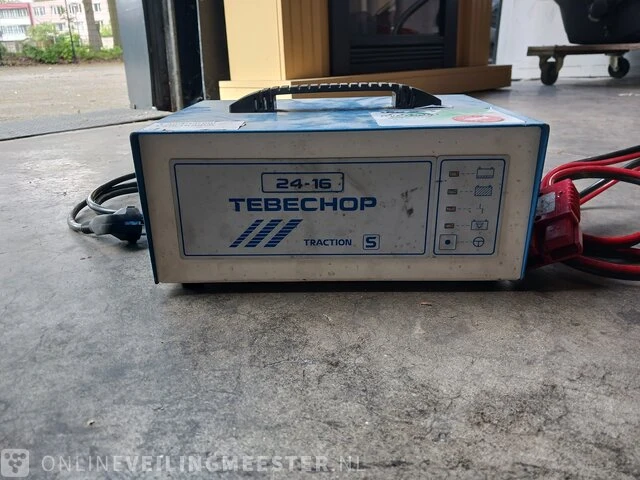 24-16
TEBECHOP
TRACTION S
ONLINEVEILINGMEESTER.NL